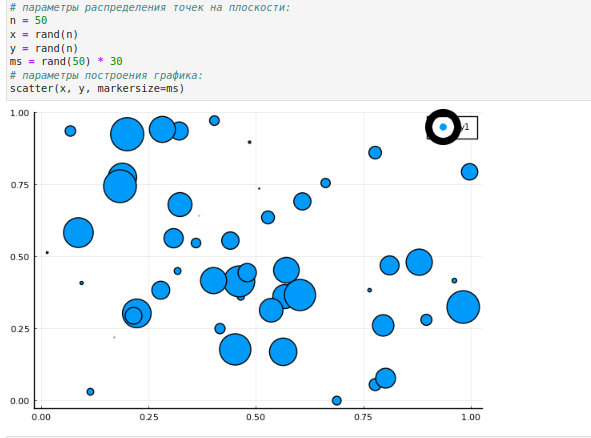 # параметры распределения точек на плоскости:
n = 50
x = rand(n)
y = rand(n)
ms = rand(50) * 30
# параметры построения графика:
scatter(x, y, markersize=ms)
1.00
y1
0.75
0.50
0.25
0.00
0.00 0.25 0.50 0.75 1.00